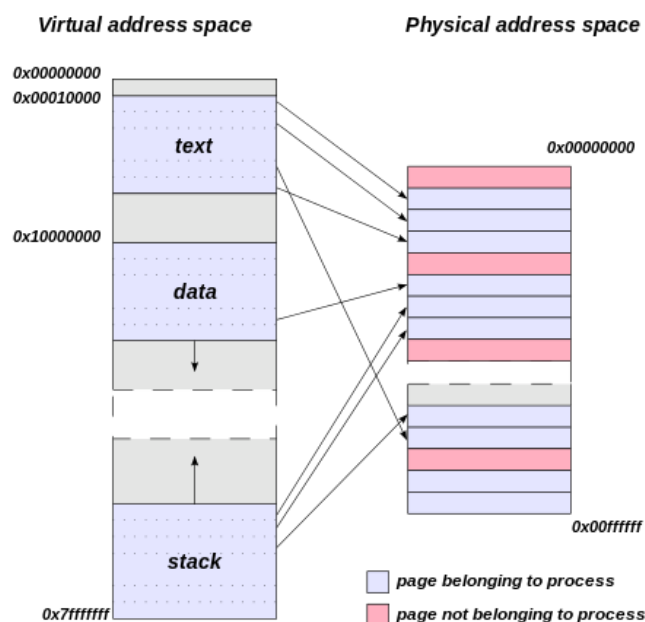 Virtual address space
Physical address space
0x00000000
0x00010000
text
0x10000000
data
stack
0x7fffffff
0x00000000
0x00ffffff
page belonging to process
page not belonging to process